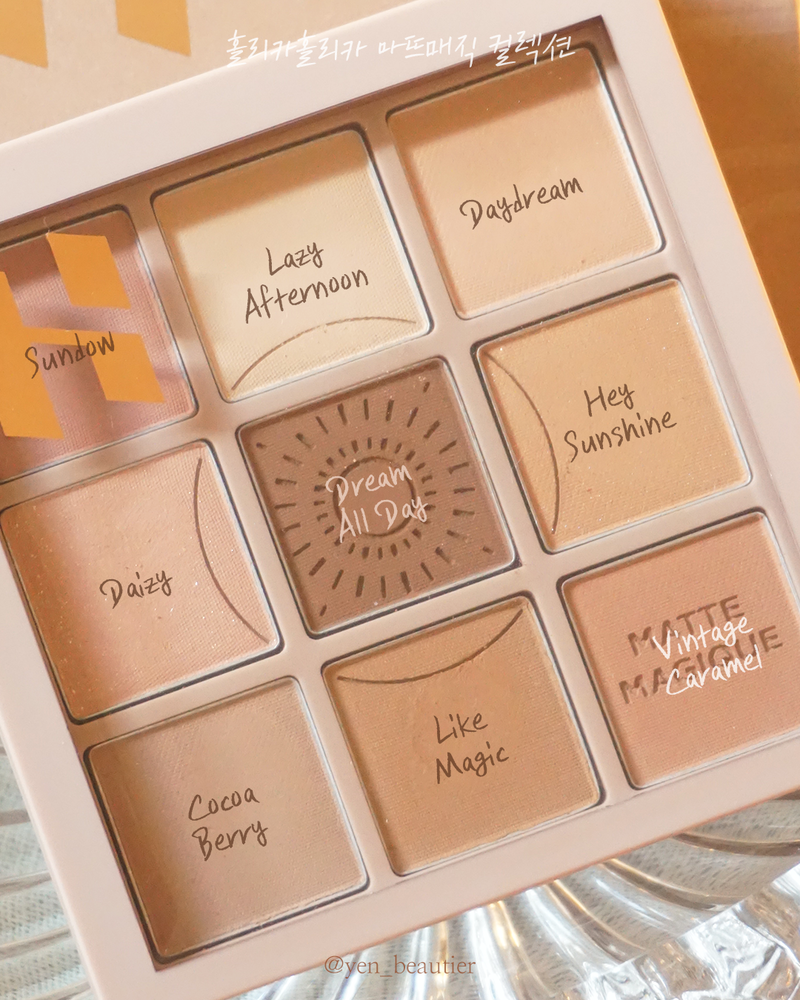 홀리카홀리카 마뜨매직 컬렉션
Daydream
Lazy
Afternoon
Sundow
Hey
Sunshine
Dream
All Day
Daizy
MATTE
MAGIQUE
Vintage
Caramel
Like
Magic
Cocoa
Berry
@yen_beautier